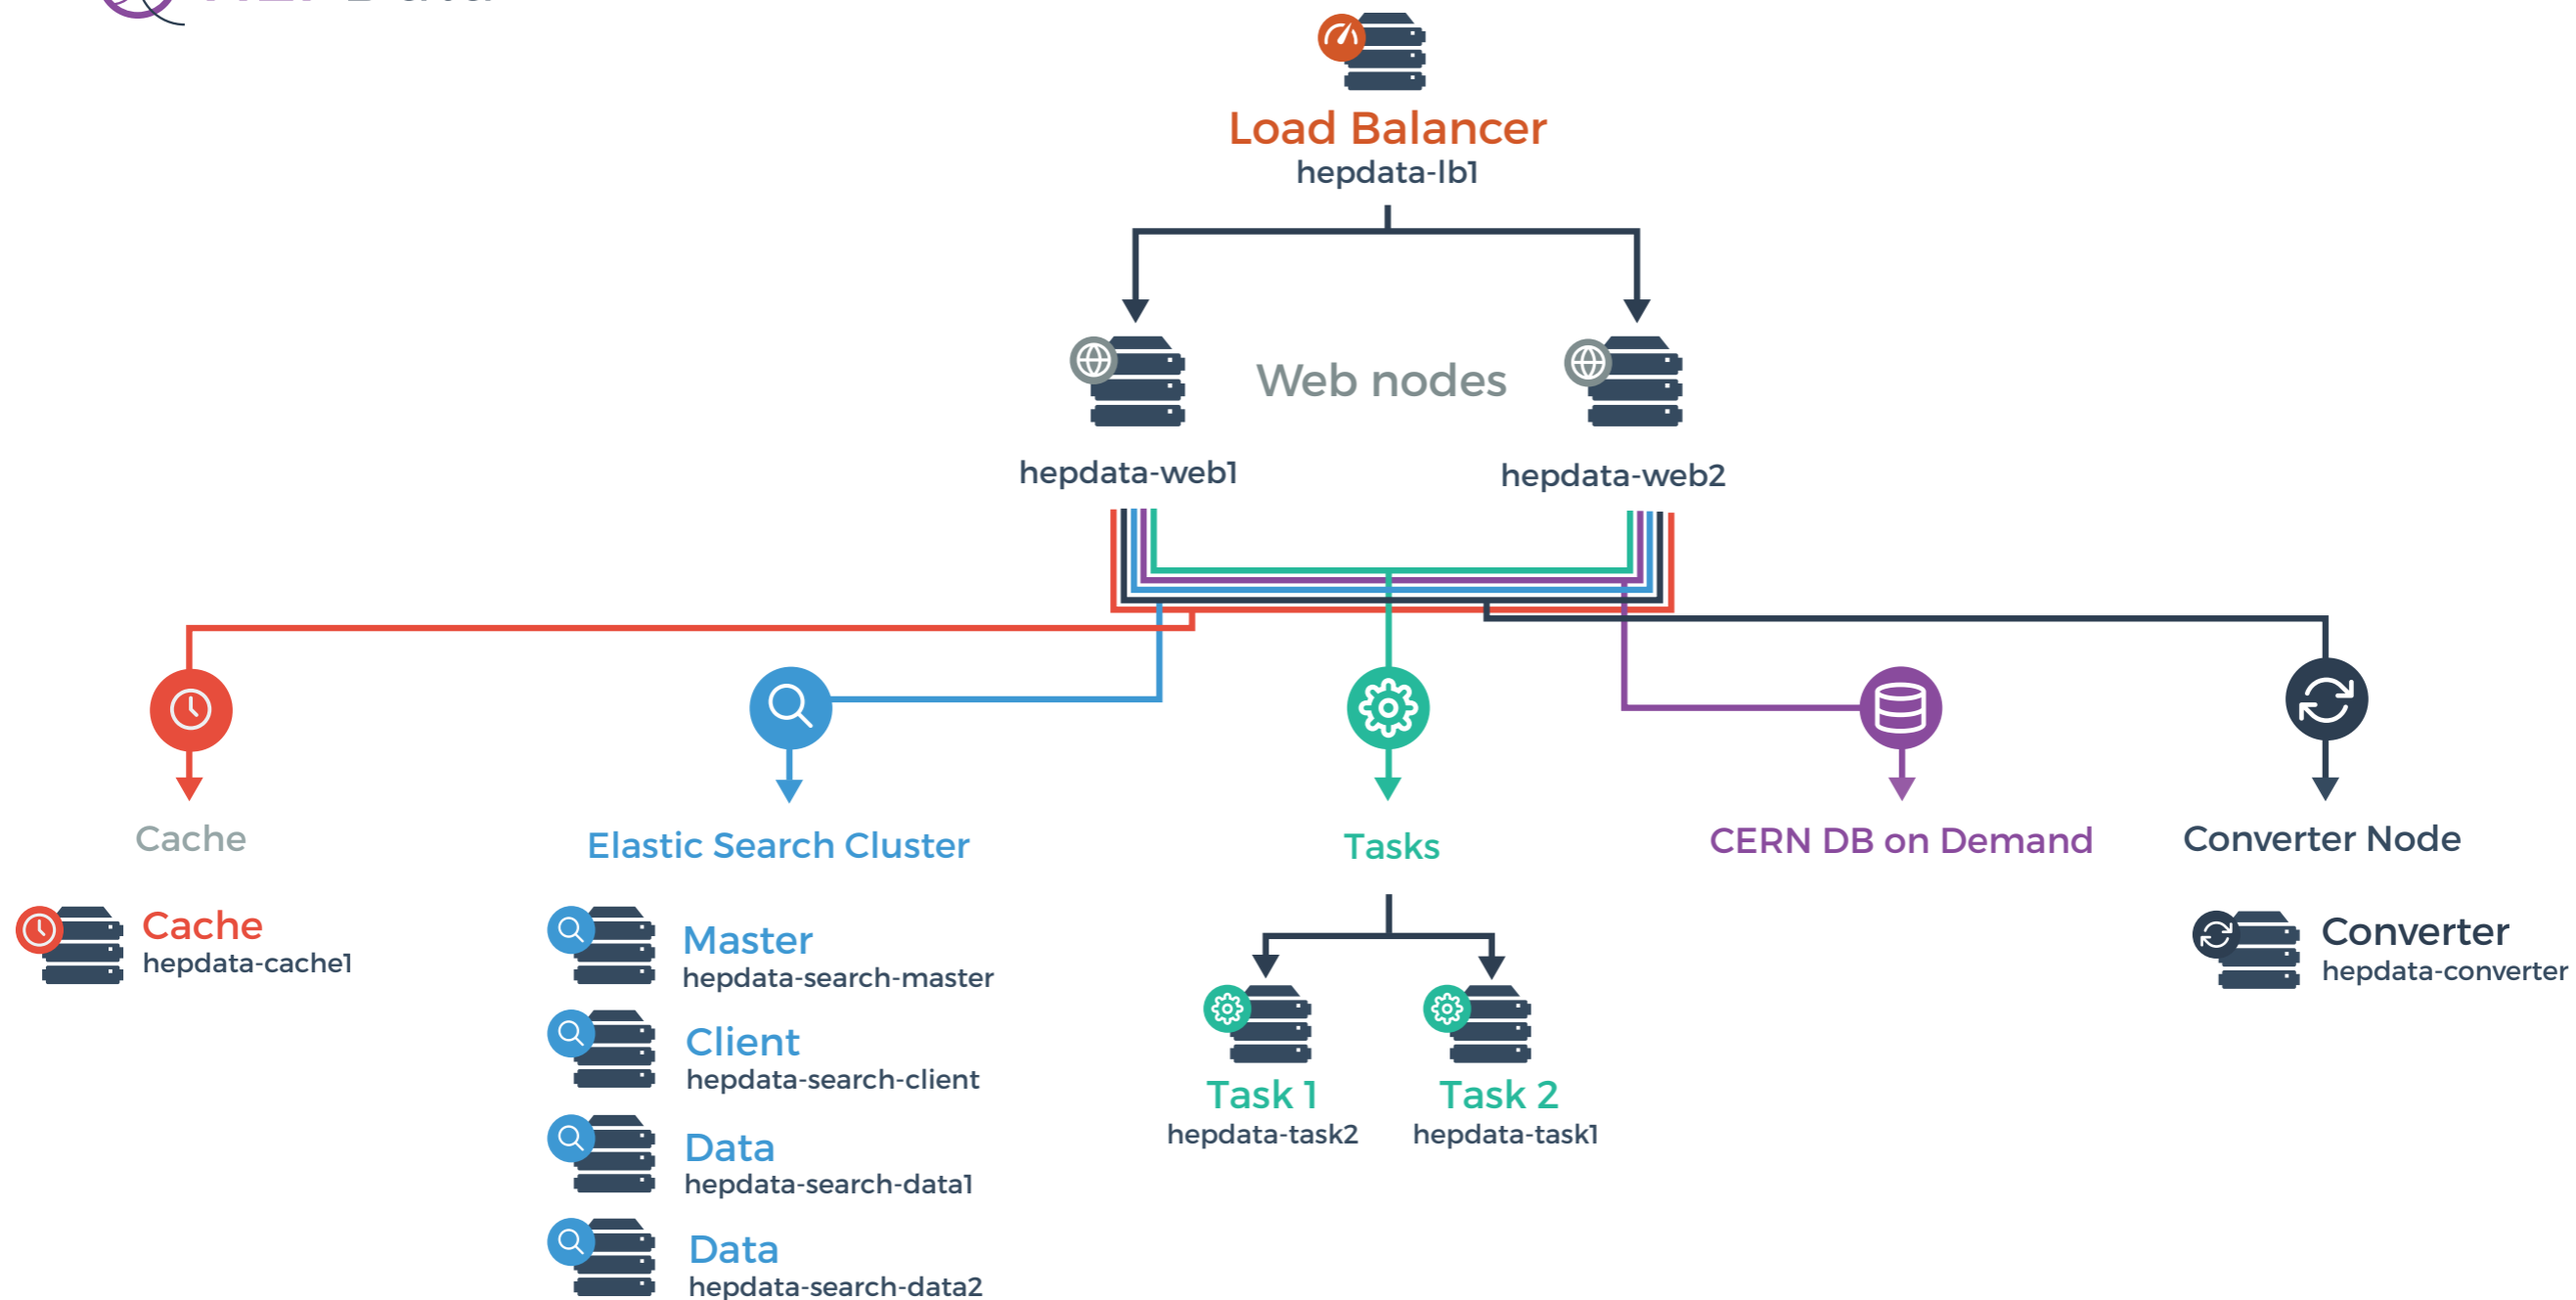 Load Balancer
hepdata-lb1
Web nodes
hepdata-web1
hepdata-web2
Cache
Elastic Search Cluster
Tasks
CERN DB on Demand
Converter Node
Cache
hepdata-cache1
Master
hepdata-search-master
Client
hepdata-search-client
Data
hepdata-search-data1
Data
hepdata-search-data2
Task 1
hepdata-task2
Task 2
hepdata-task1
Converter
hepdata-converter